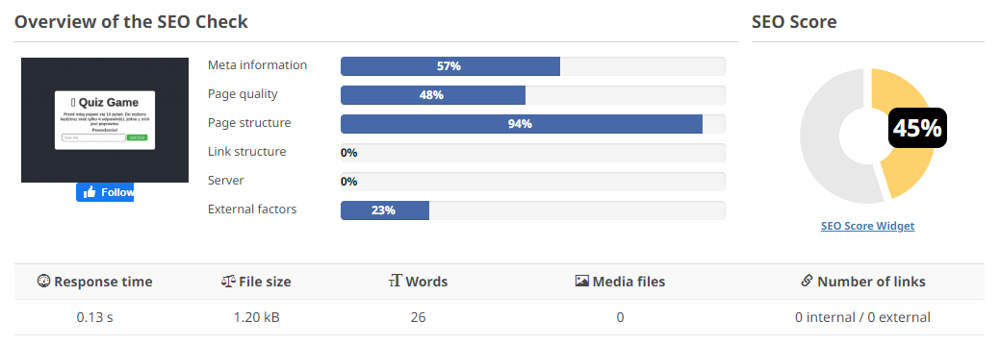 Overview of the SEO Check
SEO Score
Quiz Game
Powodzenia!
Follow
Meta information 57%
Page quality 48%
Page structure 94%
Link structure 0%
Server 0%
External factors 23%
45%
SEO Score Widget
Response time File size Words Media files Number of links
0.13 s 1.20 kB 26 0 0 internal / 0 external